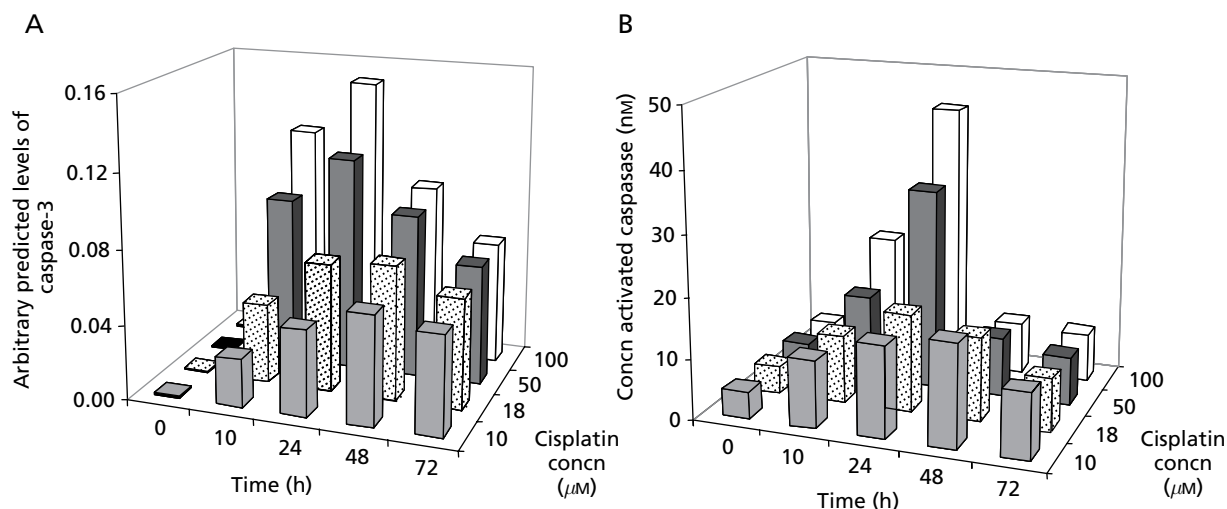 A
Arbitrary predicted levels of
caspase-3
0.16
0.12
0.08
0.04
0.00
0
10
24
48
72
Time (h)
100
50
18
10
Cisplatin
concn
(μM)
B
Concn activated caspasase (nM)
50
40
30
20
10
0
0
10
24
48
72
Time (h)
100
50
18
10
Cisplatin
concn
(μM)